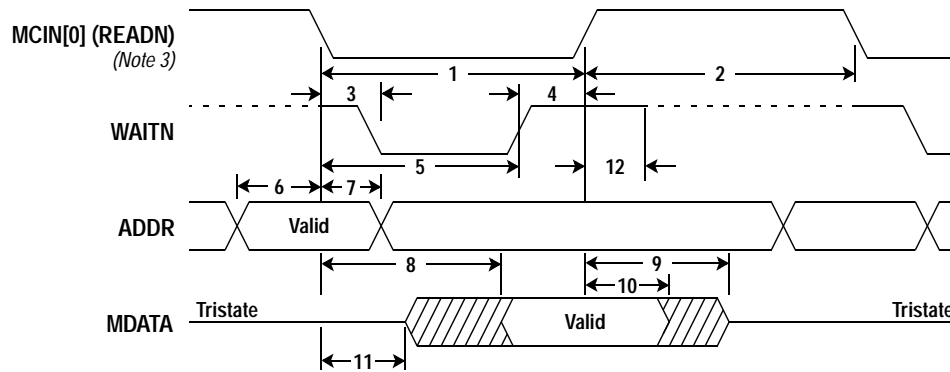 MCIN[0] (READN)
(Note 3)
1
2
3
4
WAITN
5
12
6
7
ADDR
Valid
8
9
10
MDATA
Tristate
Valid
Tristate
11